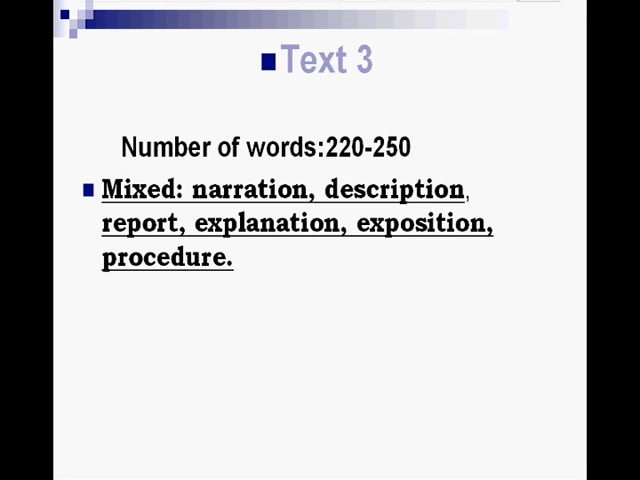 Text 3
Number of words:220-250
Mixed: narration, description,
report, explanation, exposition,
procedure.